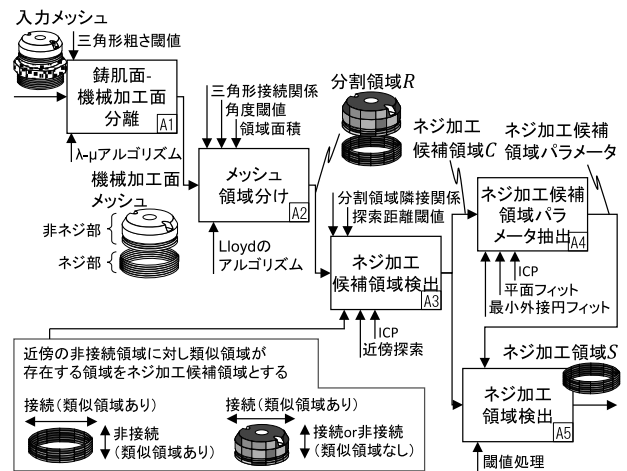 入力メッシュ
三角形粗さ閾値
鋳肌面-
機械加工面
分離
A1
λ-μアルゴリズム
機械加工面
メッシュ
非ネジ部
ネジ部
三角形接続関係
角度閾値
領域面積
メッシュ
領域分け
A2
Lloydの
アルゴリズム
分割領域R
分割領域隣接関係
探索距離閾値
ネジ加工
候補領域検出
A3
ICP
近傍探索
ネジ加工
候補領域C
ネジ加工候補
領域パラメータ
ネジ加工候補
領域パラ
メータ抽出
A4
ICP
平面フィット
最小外接円フィット
ネジ加工領域S
ネジ加工
領域検出
A5
閾値処理
近傍の非接続領域に対し類似領域が
存在する領域をネジ加工候補領域とする
接続(類似領域あり)
非接続
(類似領域あり)
接続(類似領域あり)
接続or非接続
(類似領域なし)